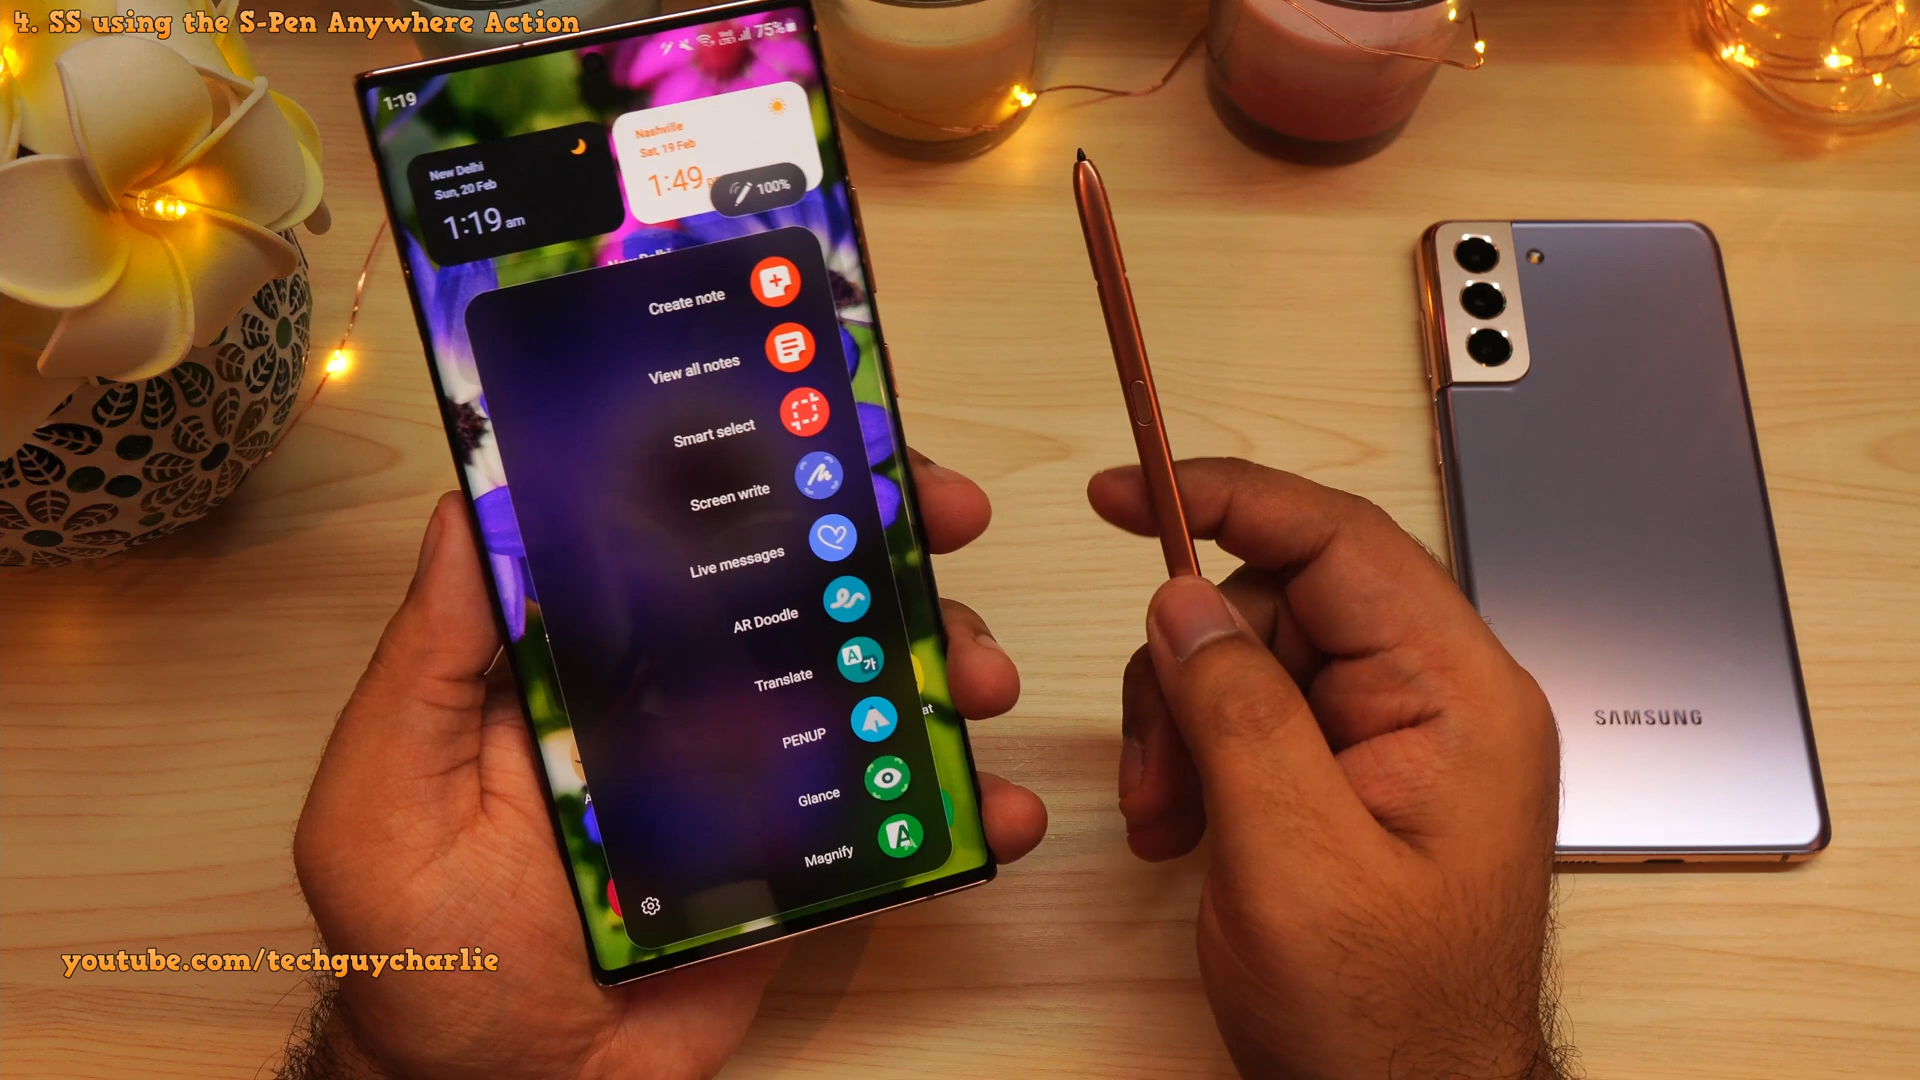 4. SS using the S-Pen Anywhere Action
1:19
75%
New Delhi
Sun, 20 Feb
1:19 am
Nashville
Sat, 19 Feb
1:49
100%
Create note
View all notes
Smart select
Screen write
Live messages
AR Doodle
Translate
PENUP
Glance
Magnify
SAMSUNG
youtube.com/techguycharlie